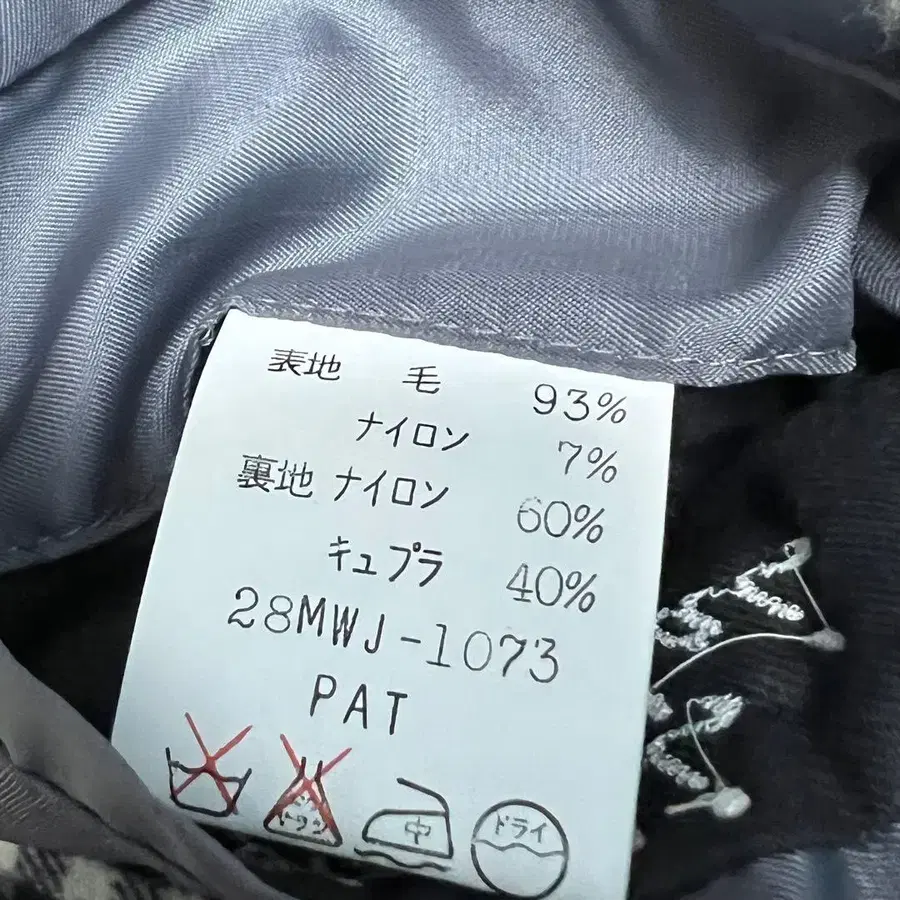 表地 毛 93%
ナイロン 7%
裏地 ナイロン 60%
キュプラ 40%
28MWJ-1073
PAT
中 ドライ